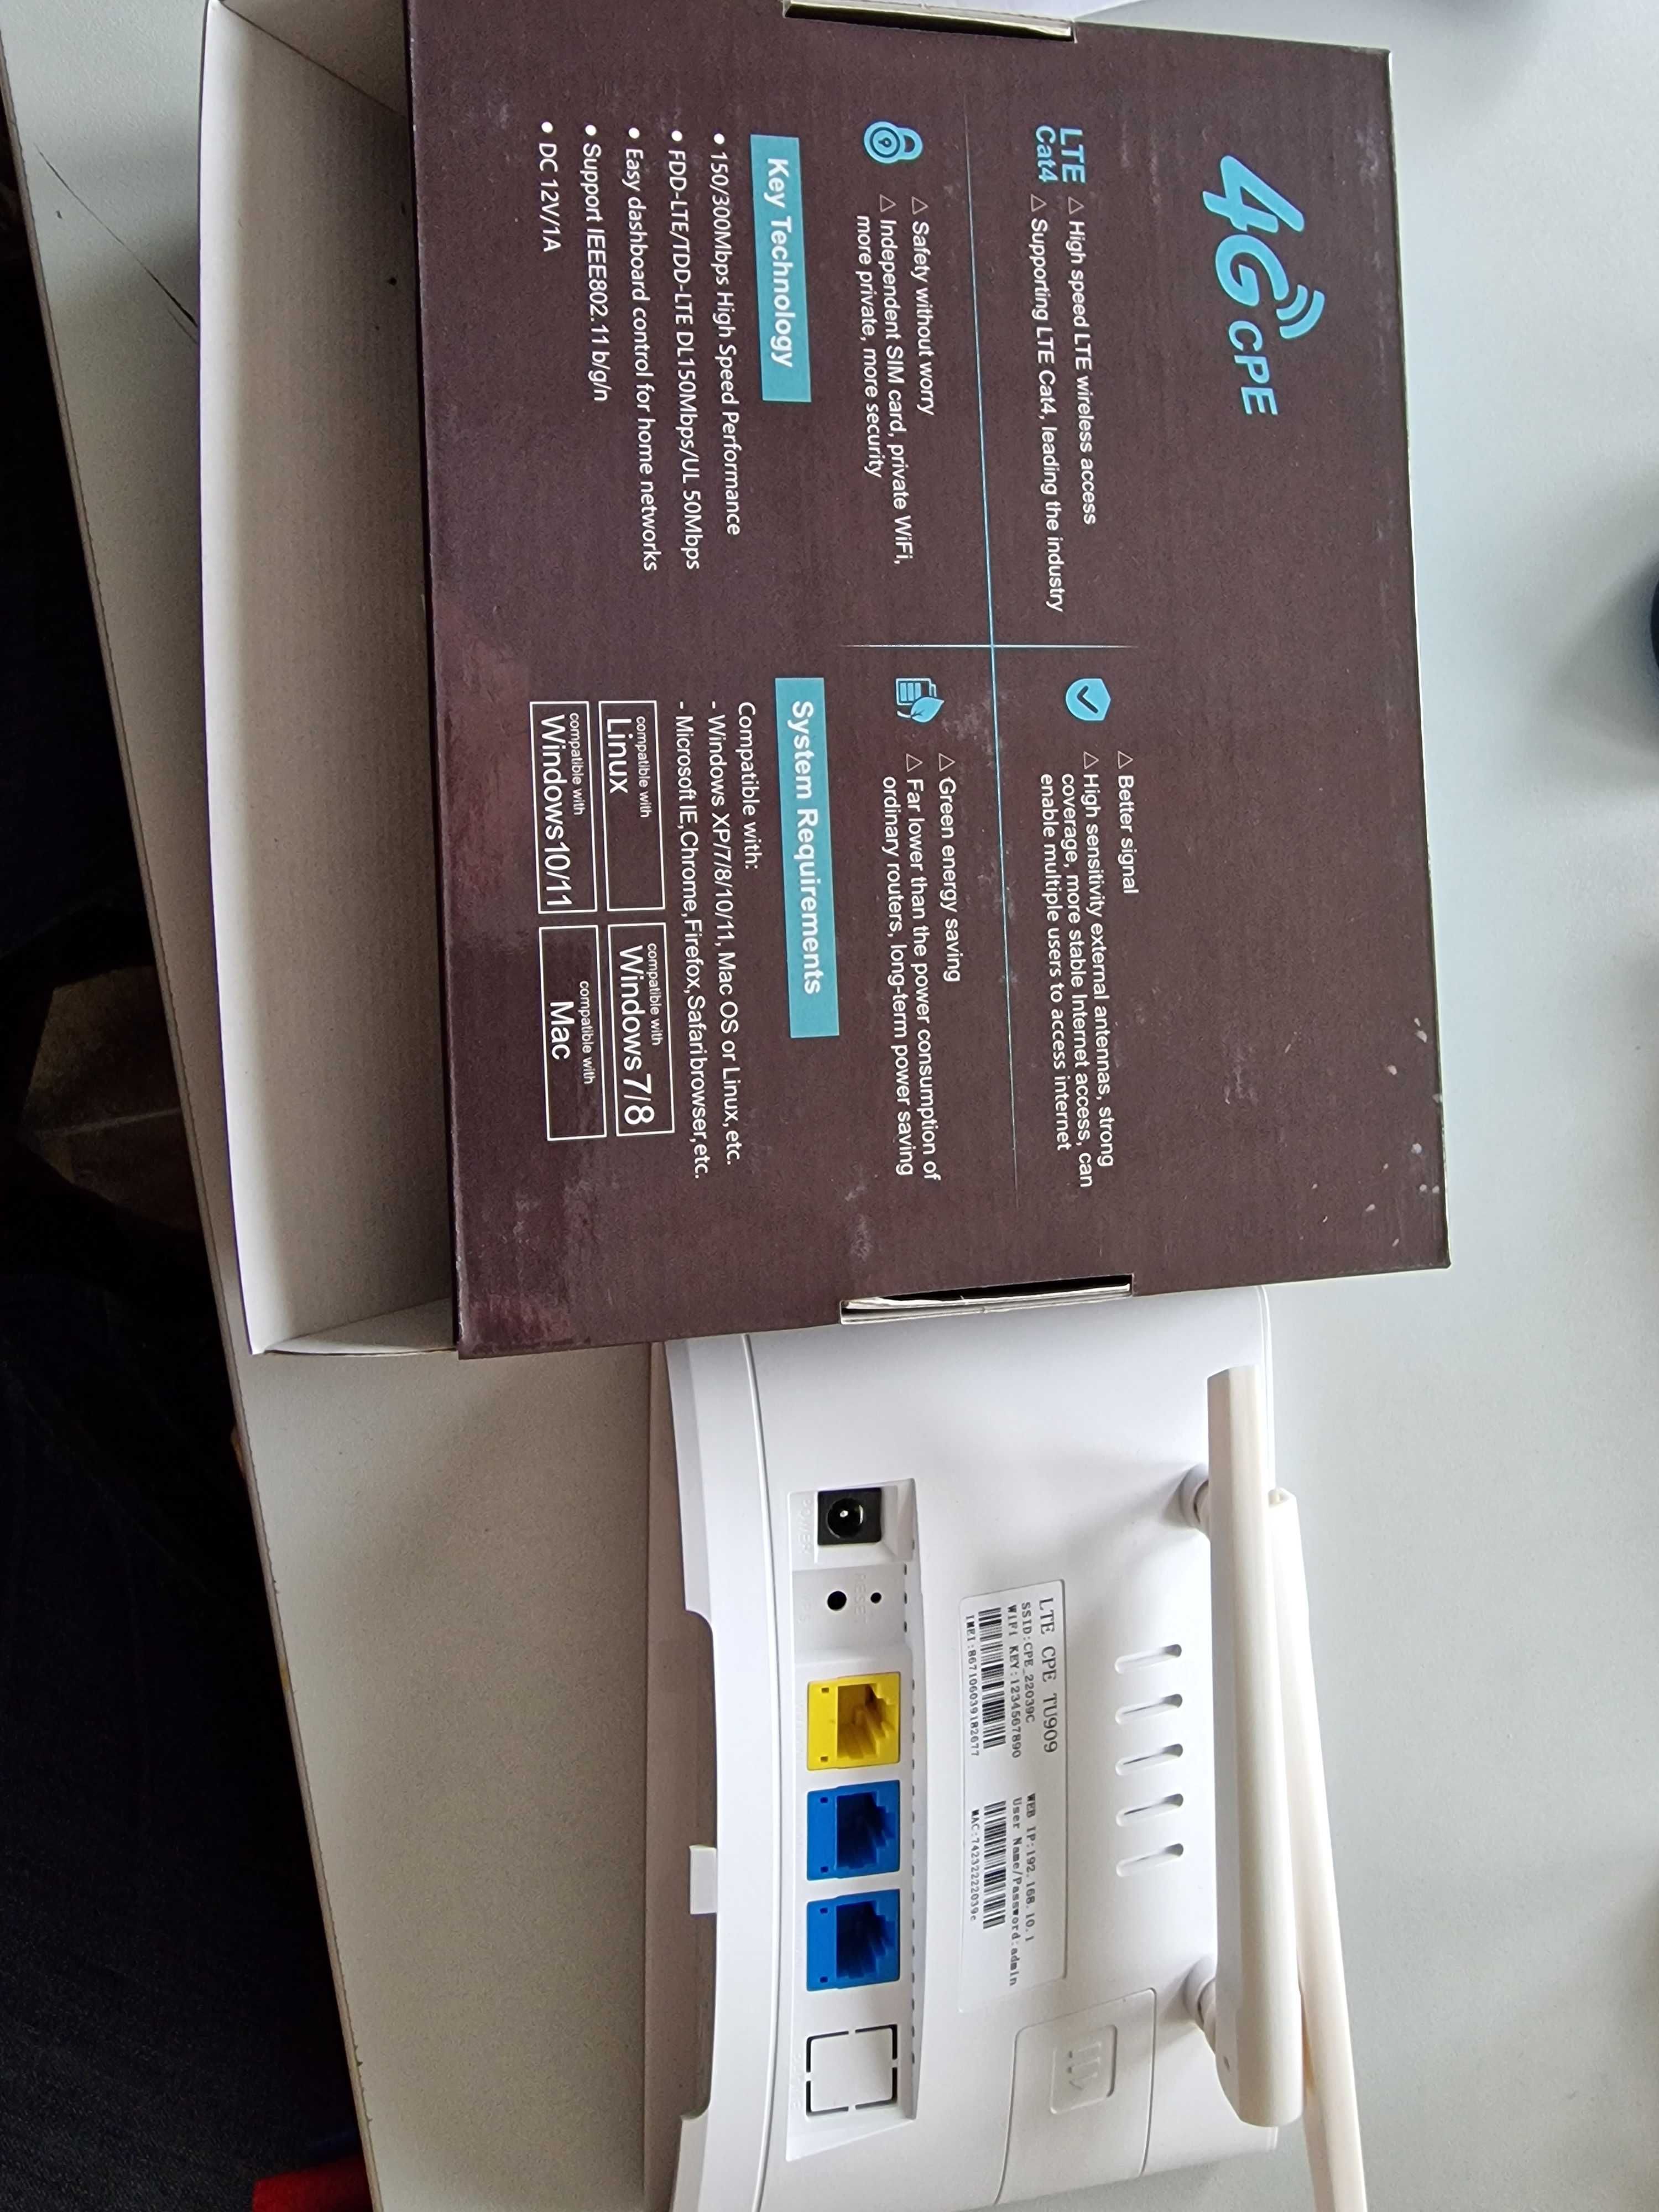 4G CPE
LTE
Cat4
△ High speed LTE wireless access
△ Supporting LTE Cat4, leading the industry
△ Better signal
△ High sensitivity external antennas, strong
coverage, more stable Internet access, can
enable multiple users to access internet
△ Safety without worry
△ Independent SIM card, private WiFi,
more private, more security
△ Green energy saving
△ Far lower than the power consumption of
ordinary routers, long-term power saving
Key Technology
• 150/300Mbps High Speed Performance
• FDD-LTE/TDD-LTE DL150Mbps/UL 50Mbps
• Easy dashboard control for home networks
• Support IEEE802.11 b/g/n
• DC 12V/1A
System Requirements
Compatible with:
- Windows XP/7/8/10/11, Mac OS or Linux,etc.
- Microsoft IE,Chrome,Firefox,Safari browser,etc.
compatible with
Linux
compatible with
Windows7/8
compatible with
Windows10/11
compatible with
Mac
LTE CPE TU909
SSID:CPE_22039C
WEB IP:192.168.10.1
WiFi KEY:1234567890
User Name/Password:admin
IMEI:867106039182677
MAC:74232222039c
POWER
RESET